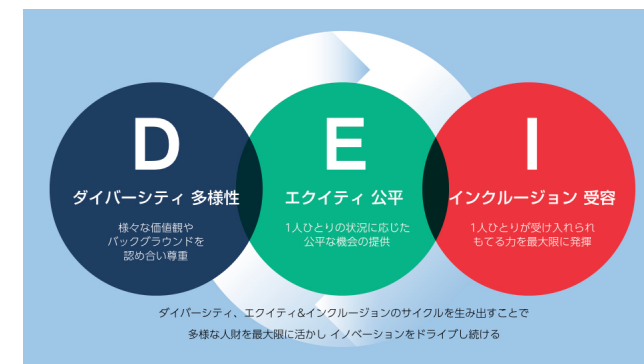 D
ダイバーシティ 多様性
様々な価値観や
バックグラウンドを
認め合い尊重
E
エクイティ 公平
1人ひとりの状況に応じた
公平な機会の提供
I
インクルージョン 受容
1人ひとりが受け入れられ
もてる力を最大限に発揮
ダイバーシティ、エクイティ&インクルージョンのサイクルを生み出すことで
多様な人財を最大限に活かし イノベーションをドライブし続ける